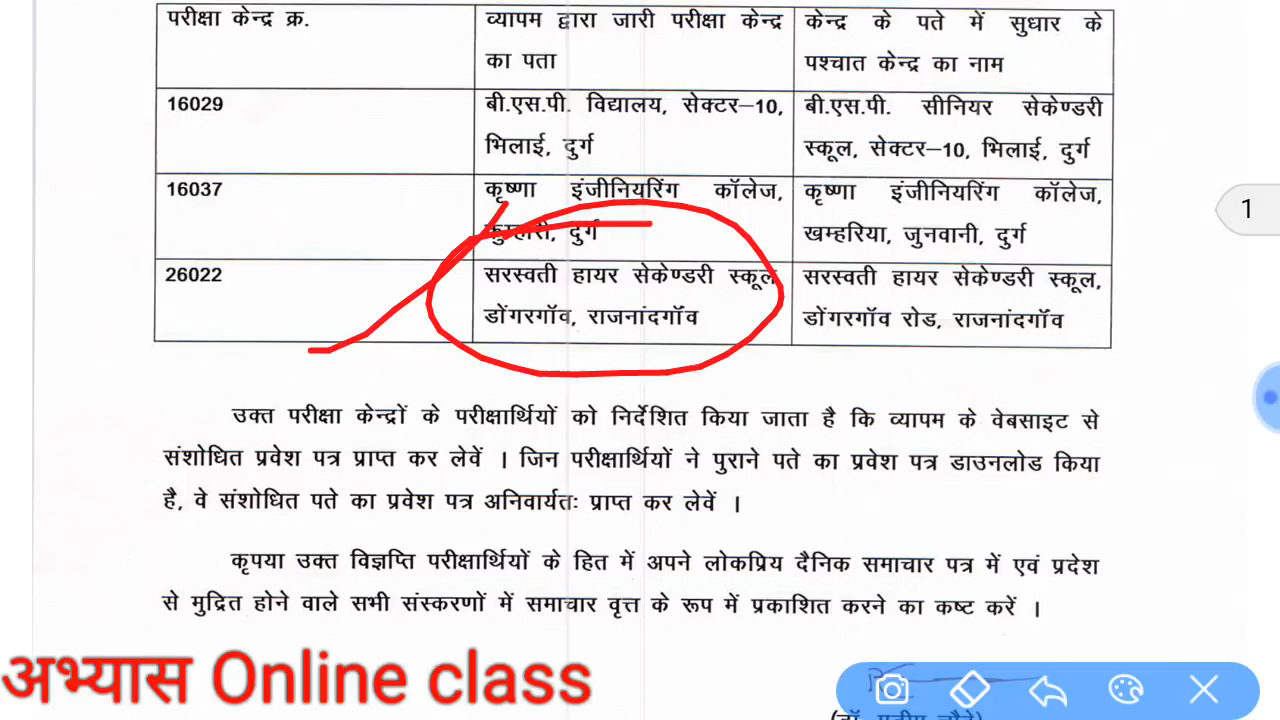 परीक्षा केन्द्र क्र.
व्यापम द्वारा जारी परीक्षा केन्द्र
का पता
केन्द्र के पते में सुधार के
पश्चात केन्द्र का नाम
16029
बी.एस.पी. विद्यालय, सेक्टर–10,
भिलाई, दुर्ग
बी.एस.पी. सीनियर सेकेण्डरी
स्कूल, सेक्टर–10, भिलाई, दुर्ग
16037
कृष्णा इंजीनियरिंग कॉलेज,
कुम्हारी, दुर्ग
कृष्णा इंजीनियरिंग कॉलेज,
खम्हरिया, जुनवानी, दुर्ग
26022
सरस्वती हायर सेकेण्डरी स्कूल,
डोंगरगॉव, राजनांदगॉव
सरस्वती हायर सेकेण्डरी स्कूल,
डोंगरगॉव रोड, राजनांदगॉव
उक्त परीक्षा केन्द्रों के परीक्षार्थियों को निर्देशित किया जाता है कि व्यापम के वेबसाइट से
संशोधित प्रवेश पत्र प्राप्त कर लेवें । जिन परीक्षार्थियों ने पुराने पते का प्रवेश पत्र डाउनलोड किया
है, वे संशोधित पते का प्रवेश पत्र अनिवार्यतः प्राप्त कर लेवें ।
कृपया उक्त विज्ञप्ति परीक्षार्थियों के हित में अपने लोकप्रिय दैनिक समाचार पत्र में एवं प्रदेश
से मुद्रित होने वाले सभी संस्करणों में समाचार वृत्त के रूप में प्रकाशित करने का कष्ट करें ।
अभ्यास Online class
1